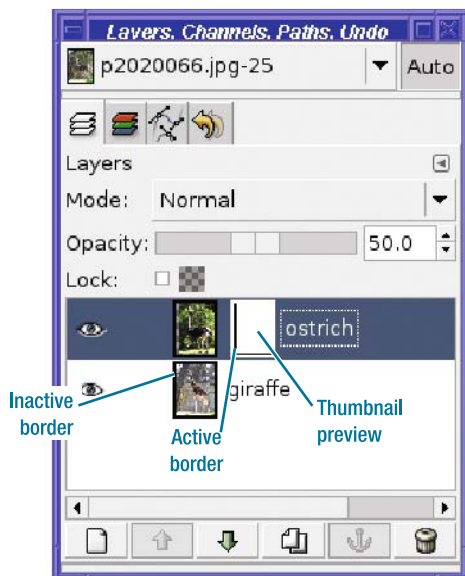 Layers, Channels, Paths, Undo
p2020066.jpg-25
Auto
Layers
Mode: Normal
Opacity: 50.0
Lock:
ostrich
giraffe
Inactive
border
Active
border
Thumbnail
preview